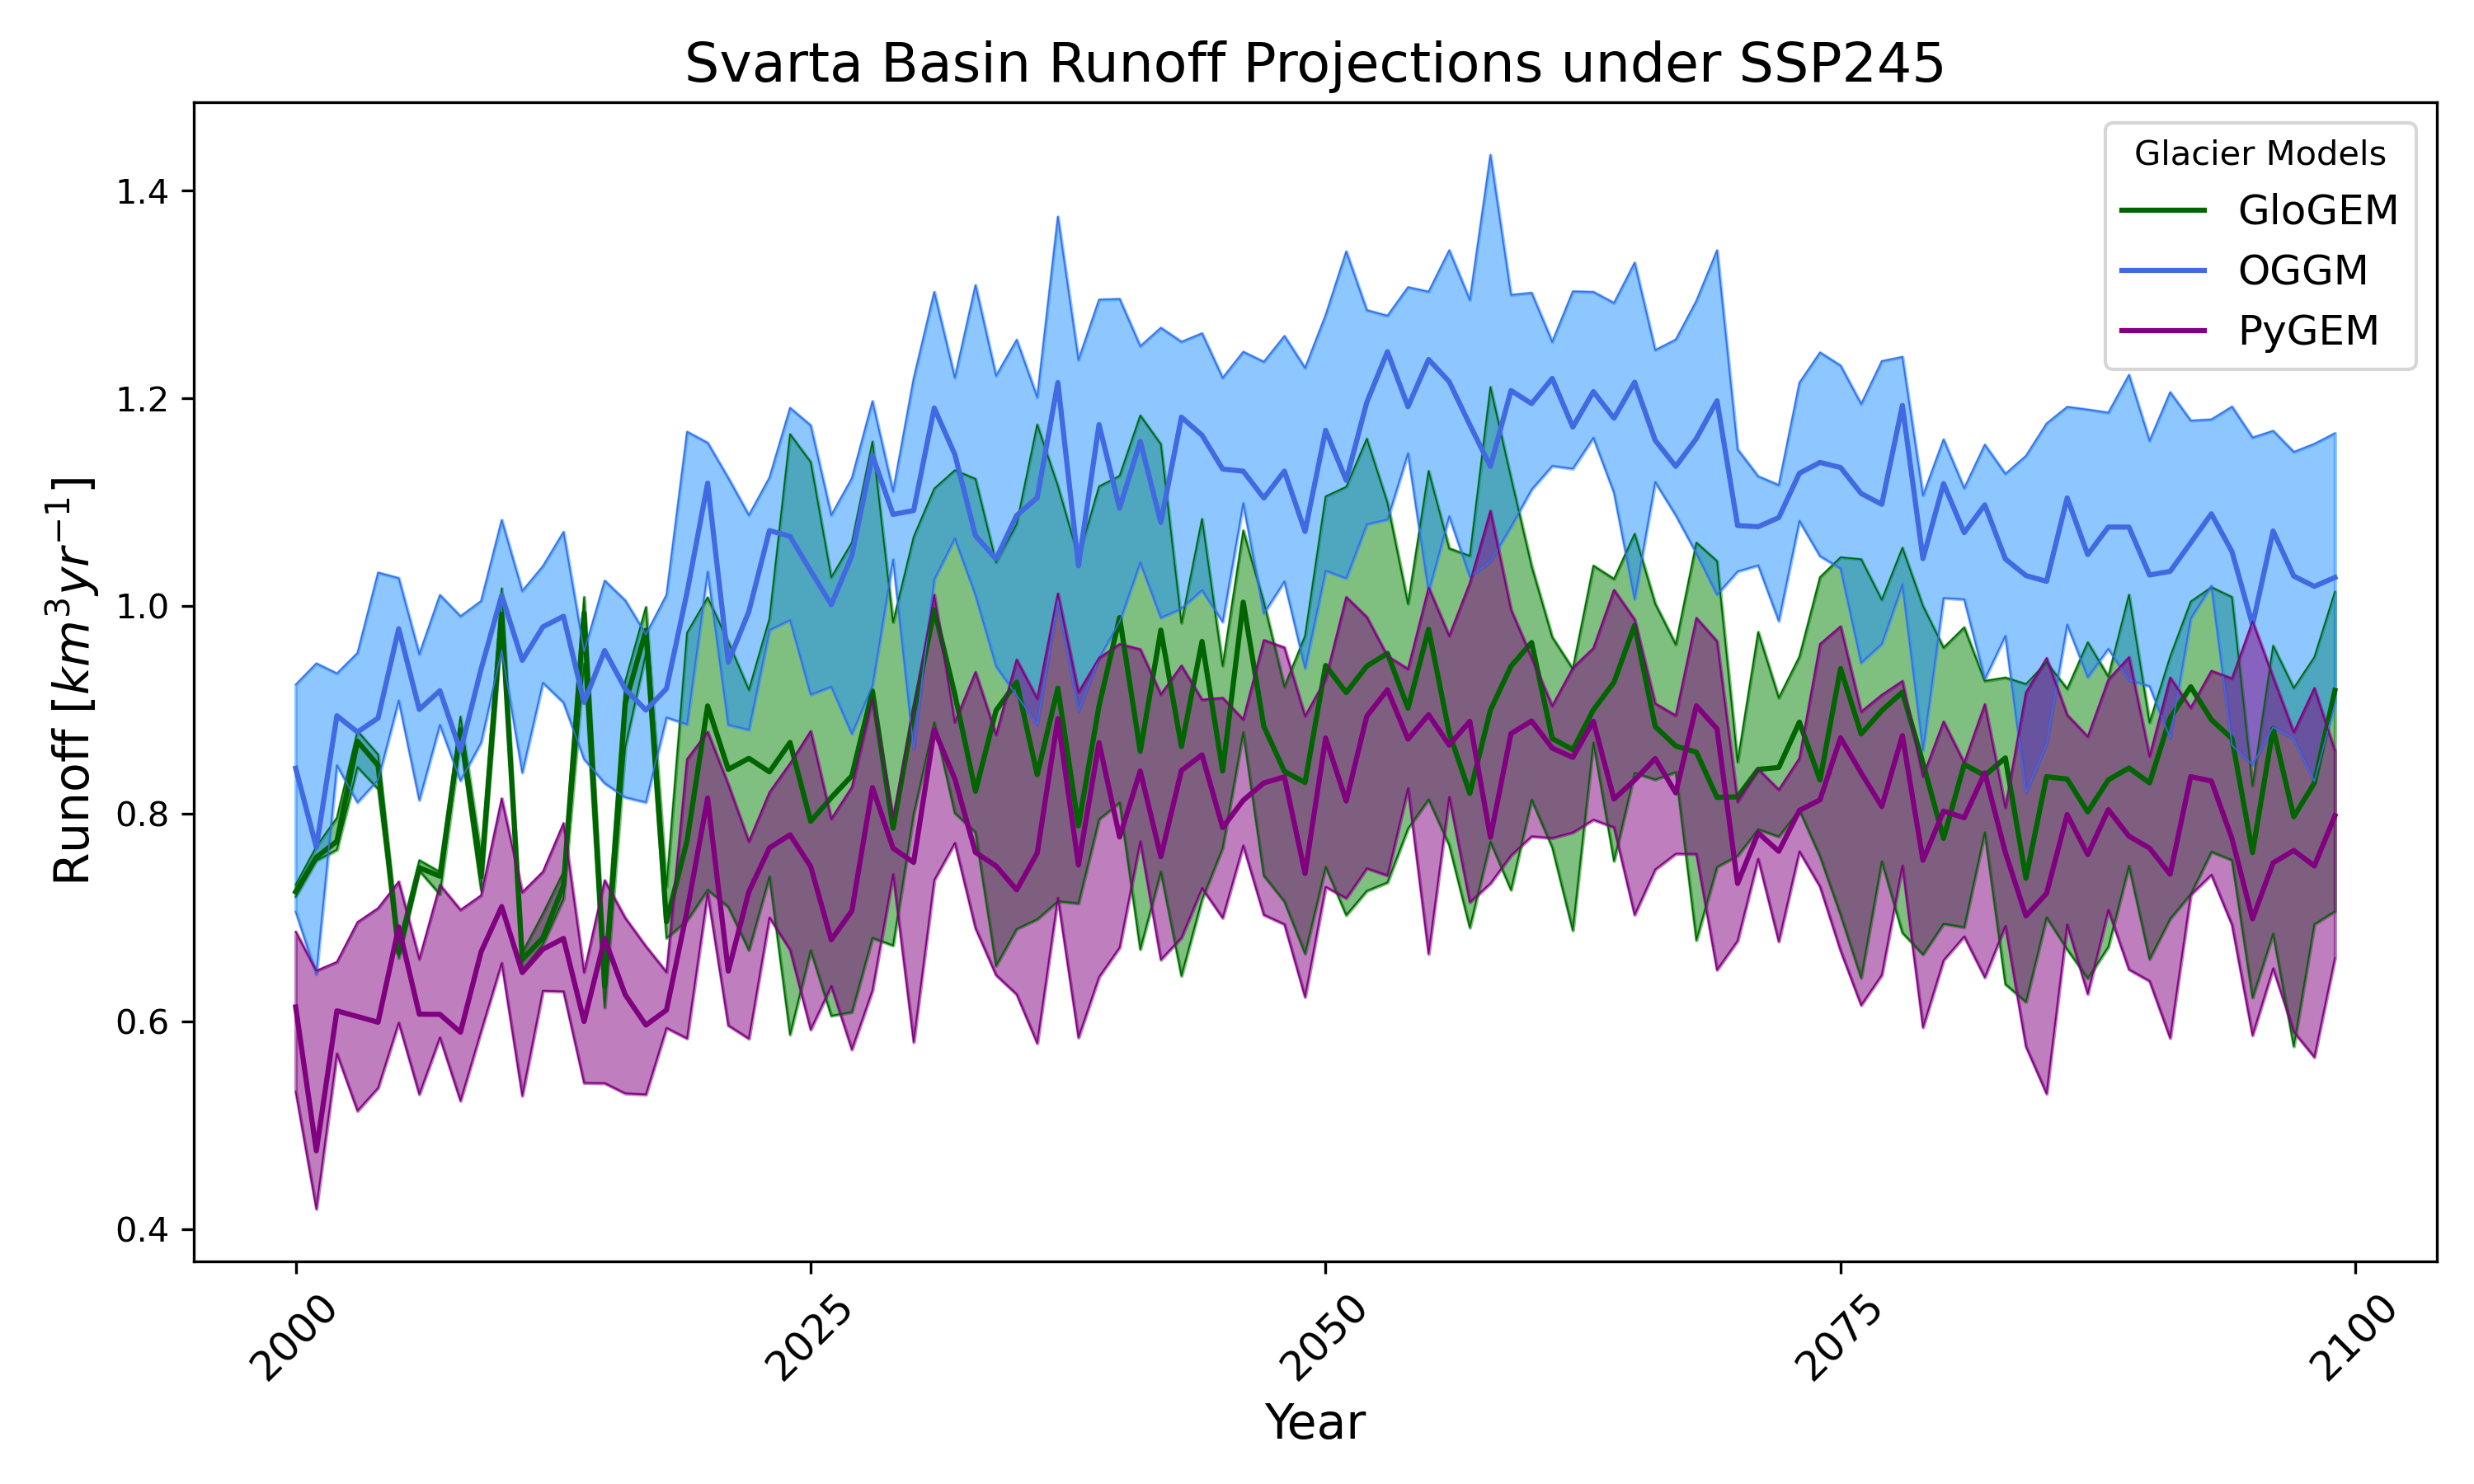 Svarta Basin Runoff Projections under SSP245
Glacier Models
GloGEM
OGGM
PyGEM
Runoff [km³yr⁻¹]
1.4
1.2
1.0
0.8
0.6
0.4
2000
2025
2050
2075
2100
Year